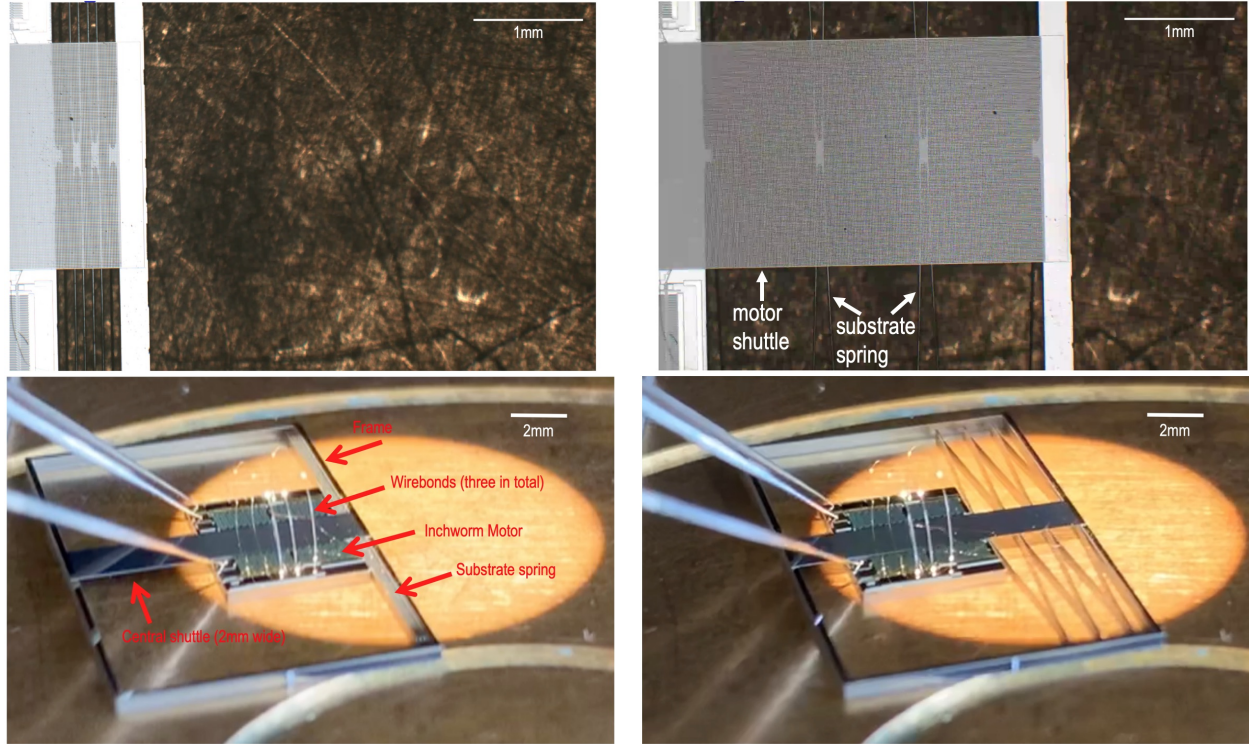 1mm
1mm
motor
shuttle
substrate
spring
2mm
Frame
Wirebonds (three in total)
Inchworm Motor
Substrate spring
Central shuttle (2mm wide)
2mm